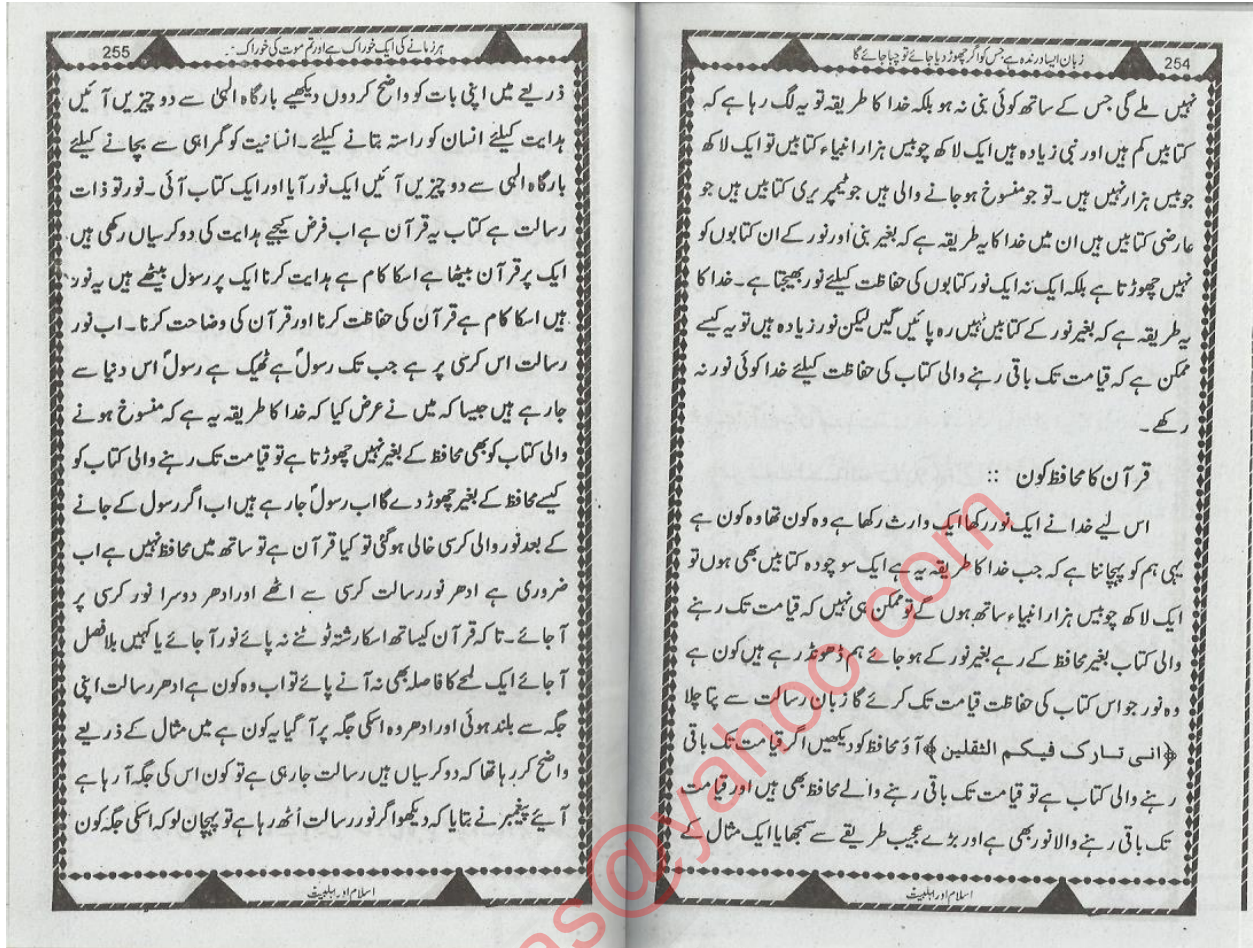 زبان ایسا درندہ ہے جس کو اگر چھوڑ دیا جائے تو چبا جائے گا
254
نہیں ملے گی جس کے ساتھ کوئی بنی نہ ہو بلکہ خدا کا طریقہ تو یہ لگ رہا ہے کہ
کتابیں کم ہیں اور نبی زیادہ ہیں ایک لاکھ چوبیس ہزار انبیاء کتابیں تو ایک لاکھ
چوبیس ہزار نہیں ہیں ۔ تو جو منسوخ ہو جانے والی ہیں جو ٹیمپریری کتابیں ہیں جو
عارضی کتابیں ہیں ان میں خدا کا یہ طریقہ ہے کہ بغیر بنی اور نور کے ان کتابوں کو
نہیں چھوڑتا ہے بلکہ ایک نہ ایک نور کتابوں کی حفاظت کیلئے نور بھیجتا ہے ۔ خدا کا
یہ طریقہ ہے کہ بغیر نور کے کتابیں نہیں رہ پائیں گیں لیکن نور زیادہ ہیں تو یہ کیسے
ممکن ہے کہ قیامت تک باقی رہنے والی کتاب کی حفاظت کیلئے خدا کوئی نور نہ
رکھے ۔
قرآن کا محافظ کون ::
اس لیے خدا نے ایک نور رکھا ایک وارث رکھا ہے وہ کون تھا وہ کون ہے
یہی ہم کو پہچاننا ہے کہ جب خدا کا طریقہ یہ ہے ایک سو چودہ کتابیں بھی ہوں تو
ایک لاکھ چوبیس ہزار انبیاء ساتھ ہوں گے تو ممکن ہی نہیں کہ قیامت تک رہنے
والی کتاب بغیر محافظ کے رہے بغیر نور کے ہو جائے ہم ڈھونڈ رہے ہیں کون ہے
وہ نور جو اس کتاب کی حفاظت قیامت تک کرئے گا زبان رسالت سے پتا چلا
﴿انی تارک فیکم الثقلین﴾ آؤ محافظ کو دیکھیں اگر قیامت تک باقی
رہنے والی کتاب ہے تو قیامت تک باقی رہنے والے محافظ بھی ہیں اور قیامت
تک باقی رہنے والا نور بھی ہے اور بڑے عجیب طریقے سے سمجھایا ایک مثال کے
اسلام اور اہلبیتؑ
ہر زمانے کی ایک خوراک ہے اور تم موت کی خوراک
255
ذریعے میں اپنی بات کو واضح کردوں دیکھیے بارگاہ الہیٰ سے دو چیزیں آئیں
ہدایت کیلئے انسان کو راستہ بتانے کیلئے ۔ انسانیت کو گمراہی سے بچانے کیلئے
بارگاہ الہی سے دو چیزیں آئیں ایک نور آیا اور ایک کتاب آئی ۔ نور تو ذات
رسالت ہے کتاب یہ قرآن ہے اب فرض کیجیے ہدایت کی دو کرسیاں رکھی ہیں
ایک پر قرآن بیٹھا ہے اسکا کام ہے ہدایت کرنا ایک پر رسول بیٹھے ہیں یہ نور
ہیں اسکا کام ہے قرآن کی حفاظت کرنا اور قرآن کی وضاحت کرنا ۔ اب نور
رسالت اس کرسی پر ہے جب تک رسولؐ ہے ٹھیک ہے رسولؐ اس دنیا سے
جا رہے ہیں جیسا کہ میں نے عرض کیا کہ خدا کا طریقہ یہ ہے کہ منسوخ ہونے
والی کتاب کو بھی محافظ کے بغیر نہیں چھوڑتا ہے تو قیامت تک رہنے والی کتاب کو
کیسے محافظ کے بغیر چھوڑ دے گا اب رسولؐ جا رہے ہیں اب اگر رسول کے جانے
کے بعد نور والی کرسی خالی ہوگئی تو کیا قرآن ہے تو ساتھ میں محافظ نہیں ہے اب
ضروری ہے ادھر نور رسالت کرسی سے اٹھے اور ادھر دوسرا نور کرسی پر
آ جائے ۔ تاکہ قرآن کیساتھ اسکا رشتہ ٹوٹنے نہ پائے نور آ جائے یا کہیں بلا فصل
آ جائے ایک لمحے کا فاصلہ بھی نہ آنے پائے تو اب وہ کون ہے ادھر رسالت اپنی
جگہ سے بلند ہوئی اور ادھر وہ اسکی جگہ پر آ گیا یہ کون ہے میں مثال کے ذریعے
واضح کر رہا تھا کہ دو کرسیاں ہیں رسالت جا رہی ہے تو کون اس کی جگہ آ رہا ہے
آیئے پیغمبر نے بتایا کہ دیکھو اگر نور رسالت اُٹھ رہا ہے تو پہچان لو کہ اسکی جگہ کون
اسلام اور اہلبیتؑ
as@yahoo.com